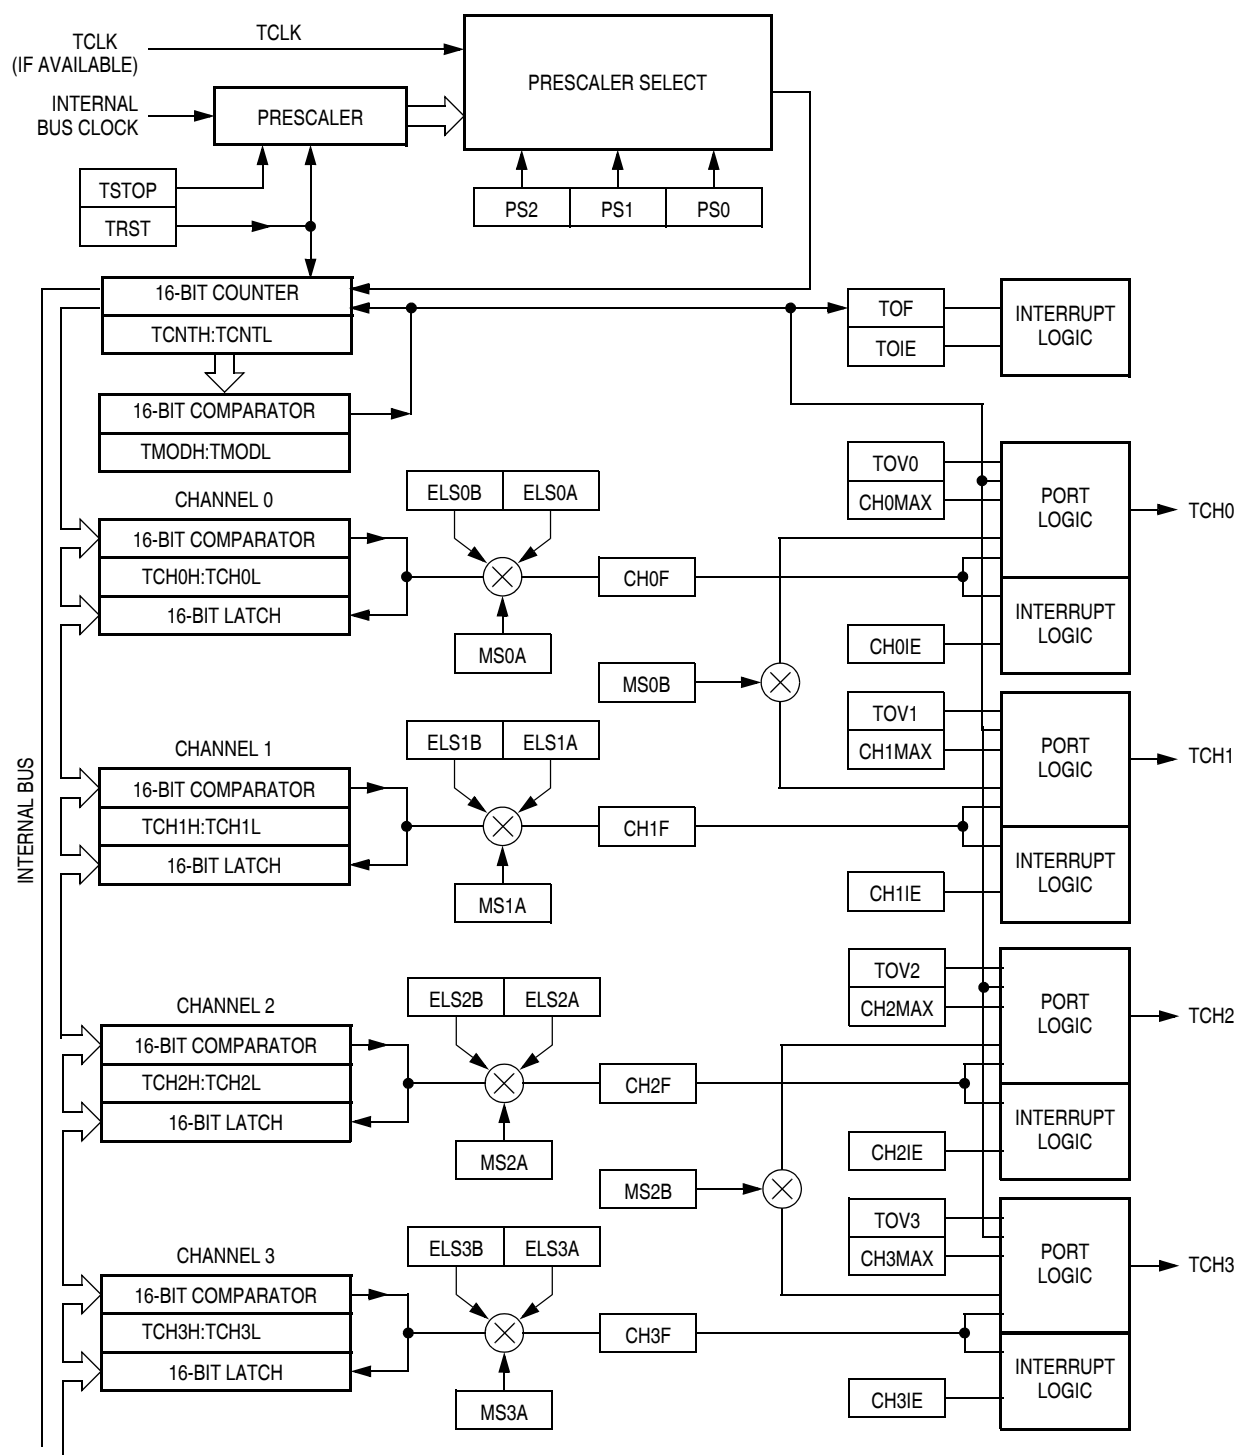 TCLK
(IF AVAILABLE)
TCLK
PRESCALER SELECT
INTERNAL
BUS CLOCK
PRESCALER
TSTOP
TRST
PS2
PS1
PS0
16-BIT COUNTER
TCNTH:TCNTL
TOF
TOIE
INTERRUPT
LOGIC
16-BIT COMPARATOR
TMODH:TMODL
INTERNAL BUS
CHANNEL 0
16-BIT COMPARATOR
TCH0H:TCH0L
16-BIT LATCH
ELS0B
ELS0A
MS0A
CH0F
MS0B
TOV0
CH0MAX
CH0IE
PORT
LOGIC
INTERRUPT
LOGIC
TCH0
CHANNEL 1
16-BIT COMPARATOR
TCH1H:TCH1L
16-BIT LATCH
ELS1B
ELS1A
MS1A
CH1F
TOV1
CH1MAX
CH1IE
PORT
LOGIC
INTERRUPT
LOGIC
TCH1
CHANNEL 2
16-BIT COMPARATOR
TCH2H:TCH2L
16-BIT LATCH
ELS2B
ELS2A
MS2A
CH2F
MS2B
TOV2
CH2MAX
CH2IE
PORT
LOGIC
INTERRUPT
LOGIC
TCH2
CHANNEL 3
16-BIT COMPARATOR
TCH3H:TCH3L
16-BIT LATCH
ELS3B
ELS3A
MS3A
CH3F
TOV3
CH3MAX
CH3IE
PORT
LOGIC
INTERRUPT
LOGIC
TCH3